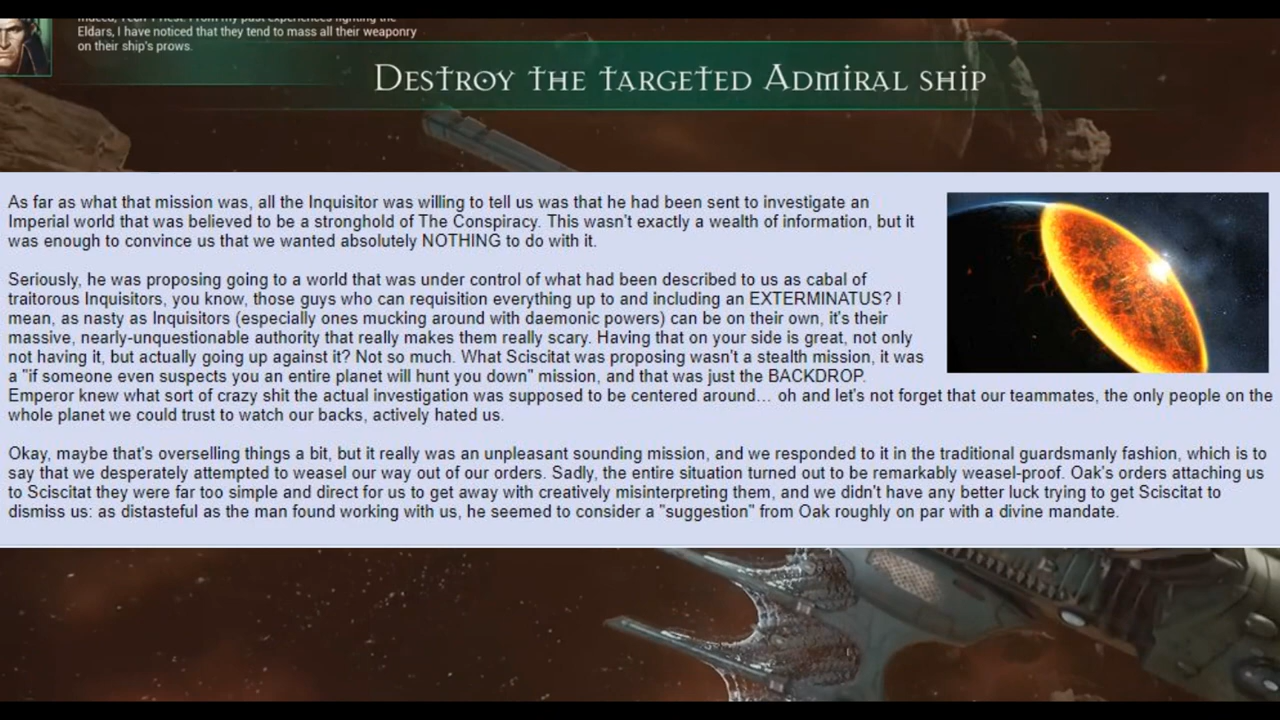 Eldars, I have noticed that they tend to mass all their weaponry
on their ship's prows.
Destroy the targeted Admiral ship
As far as what that mission was, all the Inquisitor was willing to tell us was that he had been sent to investigate an
Imperial world that was believed to be a stronghold of The Conspiracy. This wasn't exactly a wealth of information, but it
was enough to convince us that we wanted absolutely NOTHING to do with it.
Seriously, he was proposing going to a world that was under control of what had been described to us as cabal of
traitorous Inquisitors, you know, those guys who can requisition everything up to and including an EXTERMINATUS? I
mean, as nasty as Inquisitors (especially ones mucking around with daemonic powers) can be on their own, it's their
massive, nearly-unquestionable authority that really makes them really scary. Having that on your side is great, not only
not having it, but actually going up against it? Not so much. What Sciscitat was proposing wasn't a stealth mission, it was
a "if someone even suspects you an entire planet will hunt you down" mission, and that was just the BACKDROP.
Emperor knew what sort of crazy shit the actual investigation was supposed to be centered around... oh and let's not forget that our teammates, the only people on the
whole planet we could trust to watch our backs, actively hated us.
Okay, maybe that's overselling things a bit, but it really was an unpleasant sounding mission, and we responded to it in the traditional guardsmanly fashion, which is to
say that we desperately attempted to weasel our way out of our orders. Sadly, the entire situation turned out to be remarkably weasel-proof. Oak's orders attaching us
to Sciscitat they were far too simple and direct for us to get away with creatively misinterpreting them, and we didn't have any better luck trying to get Sciscitat to
dismiss us: as distasteful as the man found working with us, he seemed to consider a "suggestion" from Oak roughly on par with a divine mandate.